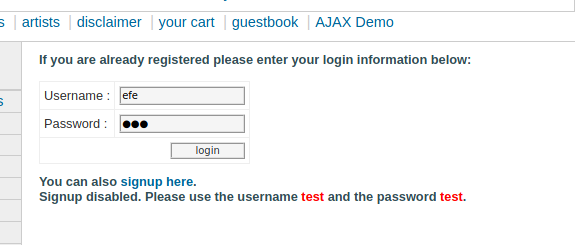 s | artists | disclaimer | your cart | guestbook | AJAX Demo
If you are already registered please enter your login information below:
s
Username : efe
Password : ●●●
login
You can also signup here.
Signup disabled. Please use the username test and the password test.